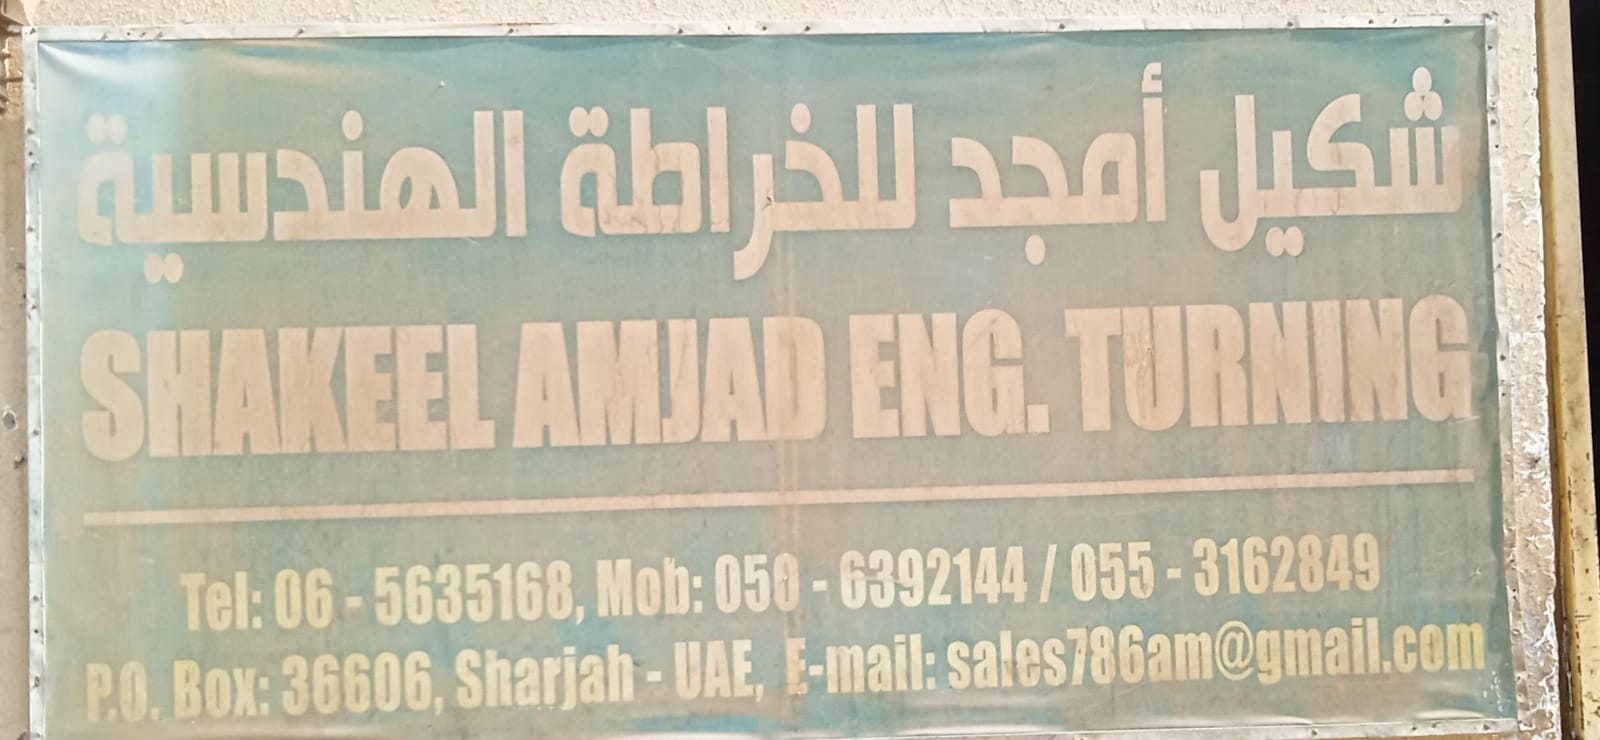 شكيل أمجد للخراطة الهندسية
SHAKEEL AMJAD ENG. TURNING
Tel: 06 - 5635168, Mob: 050 - 6392144 / 055 - 3162849
P.O. Box: 36606, Sharjah - UAE, E-mail: sales786am@gmail.com